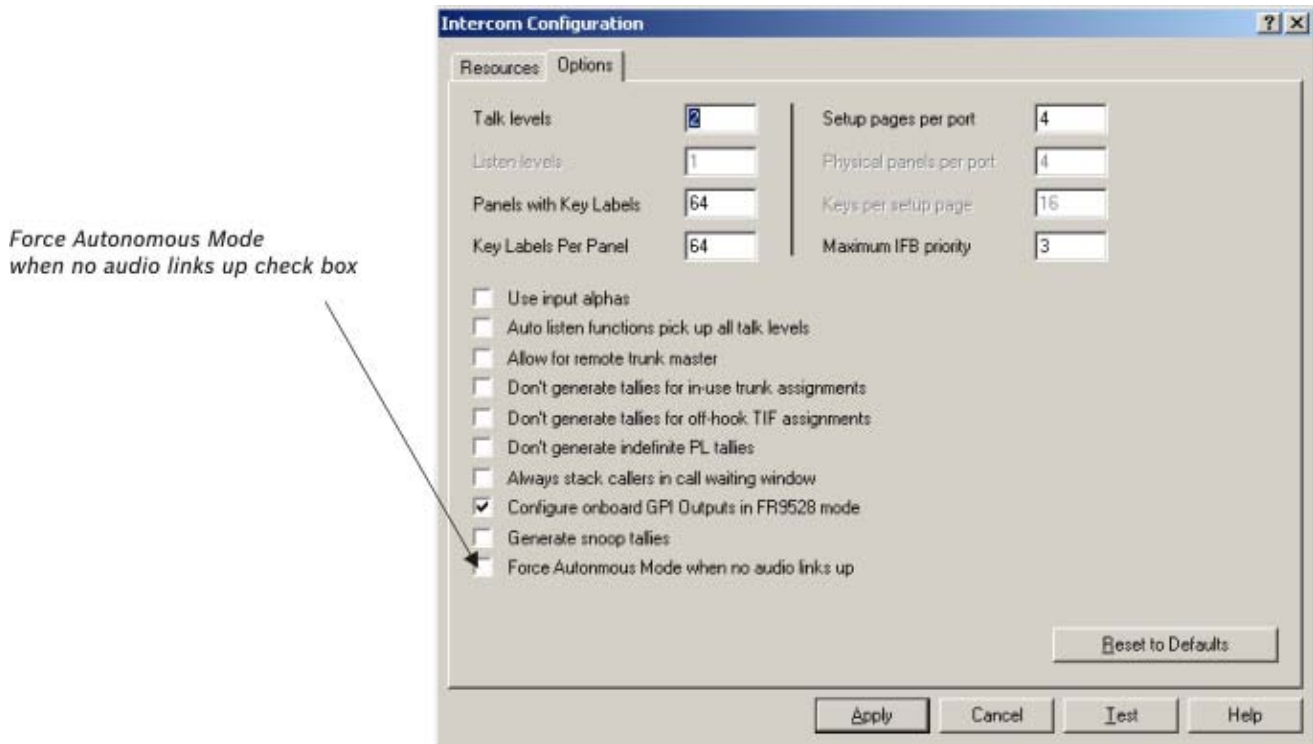 Intercom Configuration
Resources Options
Talk levels 2
Listen levels 1
Panels with Key Labels 64
Key Labels Per Panel 64
Setup pages per port 4
Physical panels per port 4
Keys per setup page 16
Maximum IFB priority 3
Force Autonomous Mode
when no audio links up check box
Use input alphas
Auto listen functions pick up all talk levels
Allow for remote trunk master
Don't generate tallies for in-use trunk assignments
Don't generate tallies for off-hook TIF assignments
Don't generate indefinite PL tallies
Always stack callers in call waiting window
Configure onboard GPI Outputs in FR9528 mode
Generate snoop tallies
Force Autonmous Mode when no audio links up
Reset to Defaults
Apply Cancel Test Help